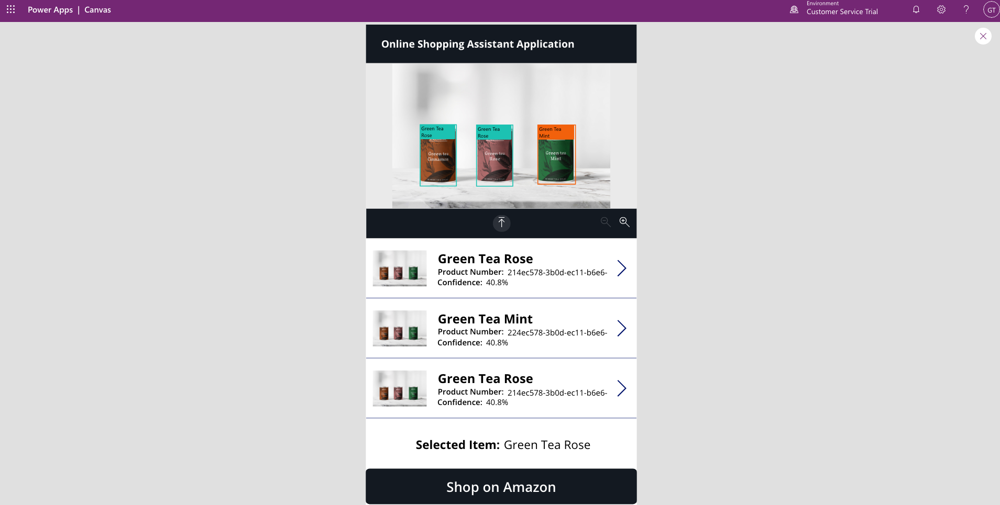 Power Apps | Canvas
Environment
Customer Service Trial
GT
Online Shopping Assistant Application
Green Tea
Rose
Green Tea
Rose
Green Tea
Mint
Green tea
Cinnamon
Green tea
Rose
Green tea
Mint
Green Tea Rose
Product Number: 214ec578-3b0d-ec11-b6e6-
Confidence: 40.8%
Green Tea Mint
Product Number: 224ec578-3b0d-ec11-b6e6-
Confidence: 40.8%
Green Tea Rose
Product Number: 214ec578-3b0d-ec11-b6e6-
Confidence: 40.8%
Selected Item: Green Tea Rose
Shop on Amazon